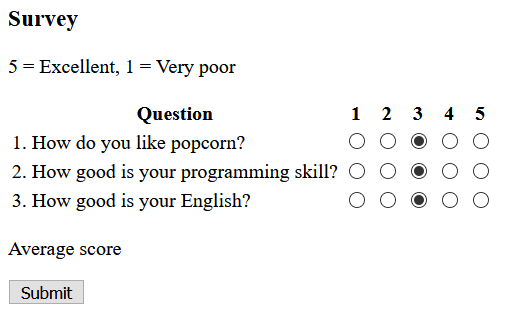 Survey
5 = Excellent, 1 = Very poor
Question 1 2 3 4 5
1. How do you like popcorn?
2. How good is your programming skill?
3. How good is your English?
Average score
Submit